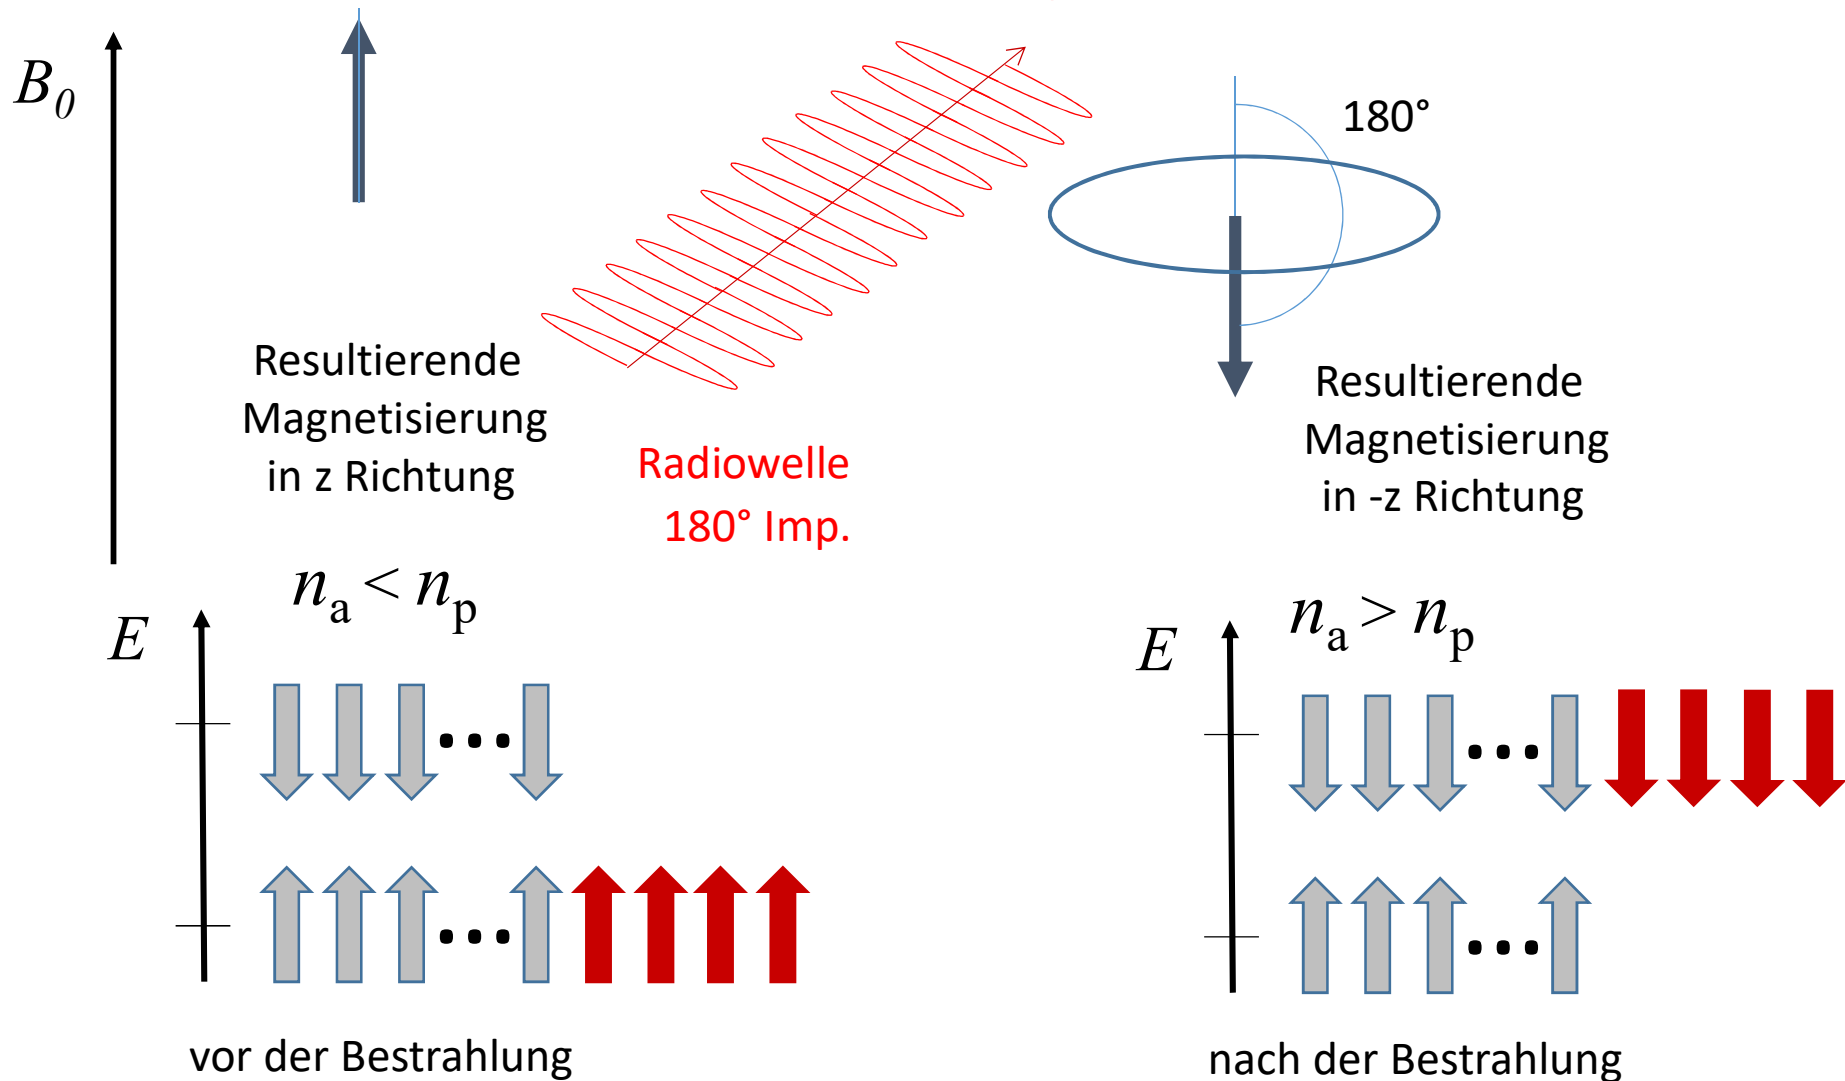 B0
180°
Resultierende
Magnetisierung
in z Richtung
Radiowelle
180° Imp.
Resultierende
Magnetisierung
in -z Richtung
na < np
E
vor der Bestrahlung
na > np
E
nach der Bestrahlung